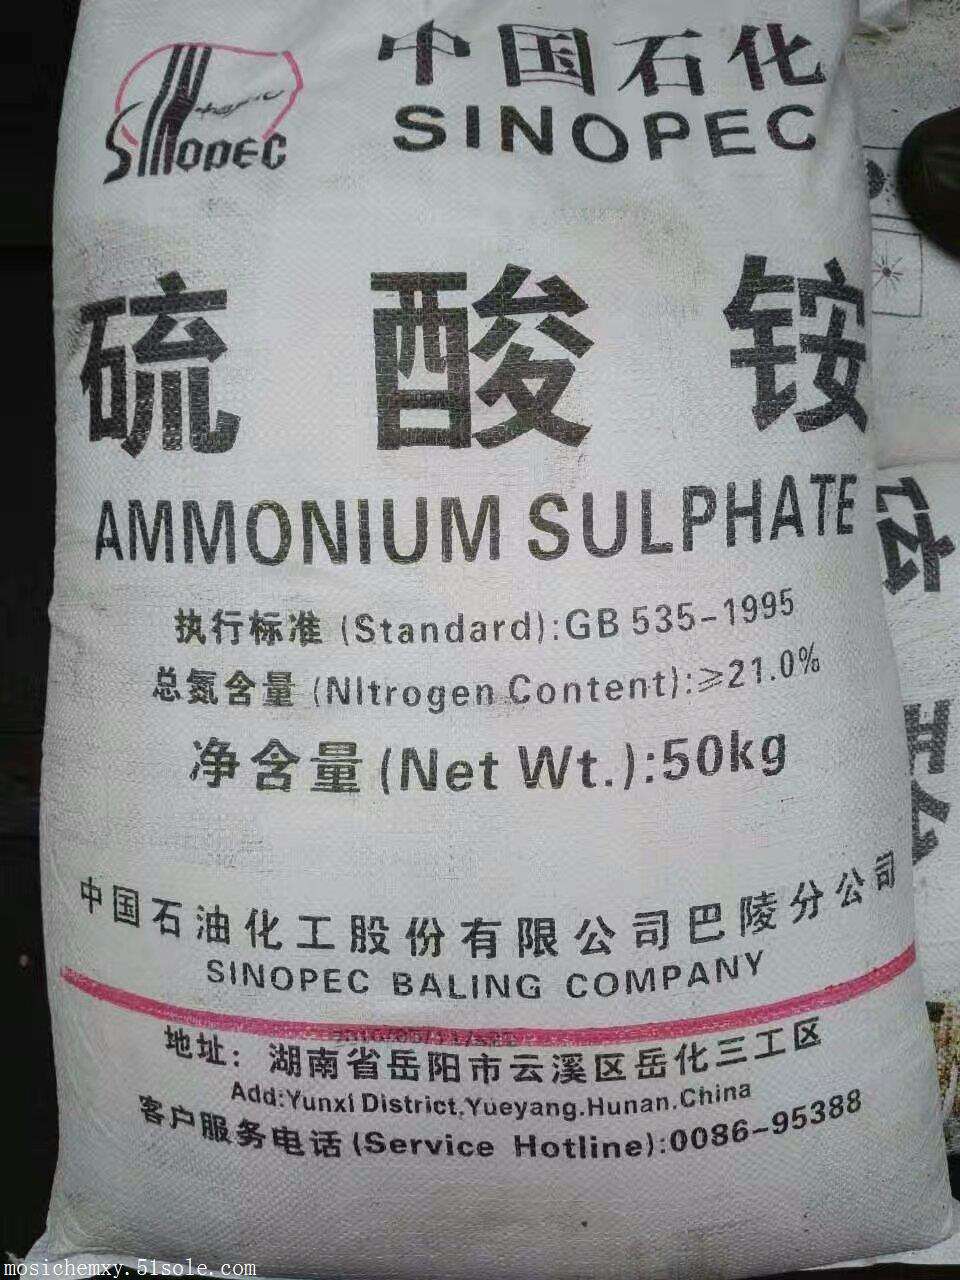 SINOPEC
中国石化
SINOPEC
硫酸铵
AMMONIUM SULPHATE
执行标准 (Standard):GB 535-1995
总氮含量 (NItrogen Content):≥21.0%
净含量 (Net Wt.):50kg
中国石油化工股份有限公司巴陵分公司
SINOPEC BALING COMPANY
地址：湖南省岳阳市云溪区岳化三工区
Add:YunxI District,Yueyang.Hunan.China
客户服务电话 (Service Hotline):0086-95388
mosichemxy.51sole.com